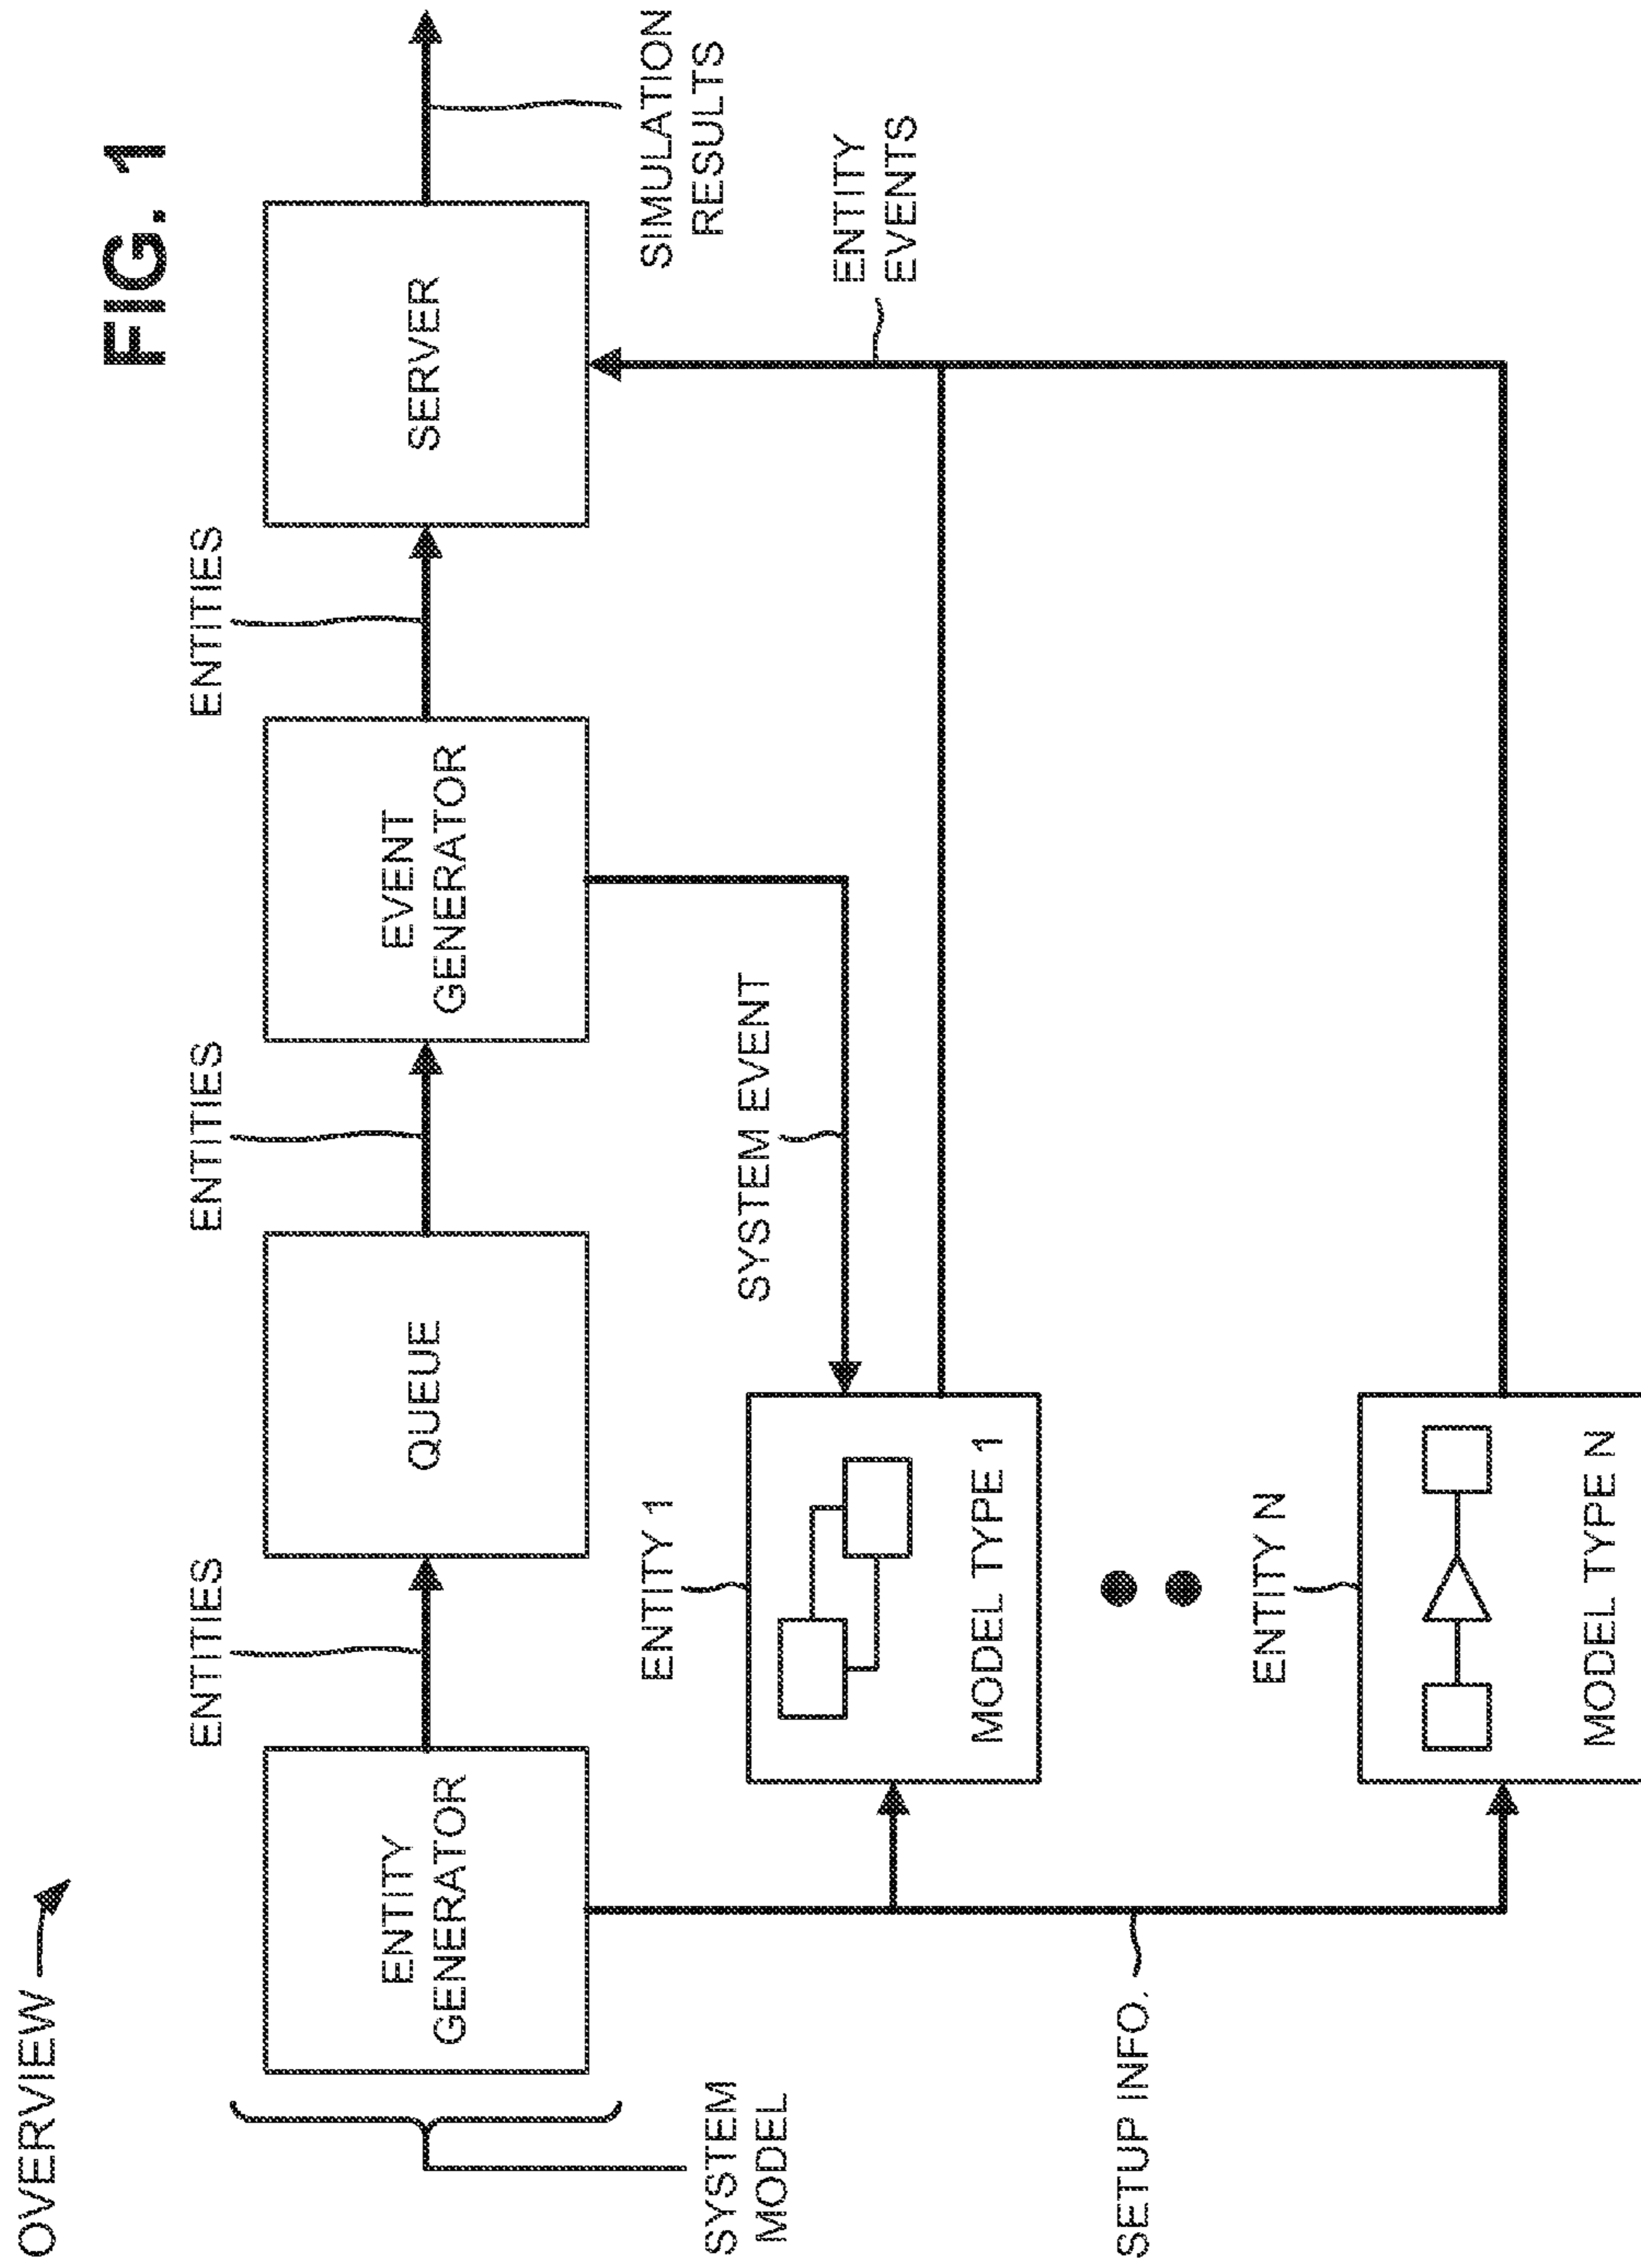 FIG. 1
OVERVIEW
ENTITIES
ENTITIES
ENTITIES
ENTITY
GENERATOR
QUEUE
EVENT
GENERATOR
SERVER
SYSTEM
MODEL
SIMULATION
RESULTS
SYSTEM EVENT
ENTITY
EVENTS
ENTITY 1
MODEL TYPE 1
SETUP INFO.
ENTITY N
MODEL TYPE N